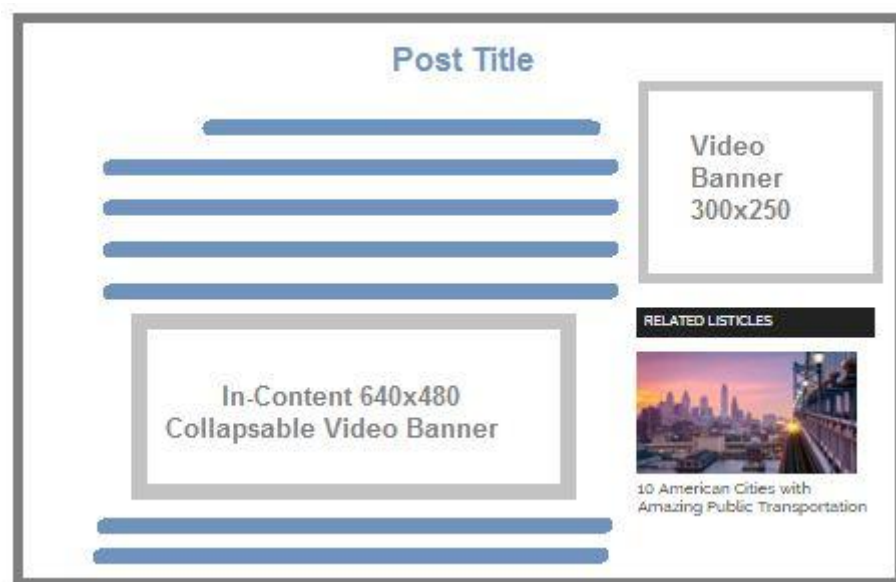 Post Title
Video
Banner
300x250
RELATED LISTICLES
In-Content 640x480
Collapsable Video Banner
10 American Cities with
Amazing Public Transportation